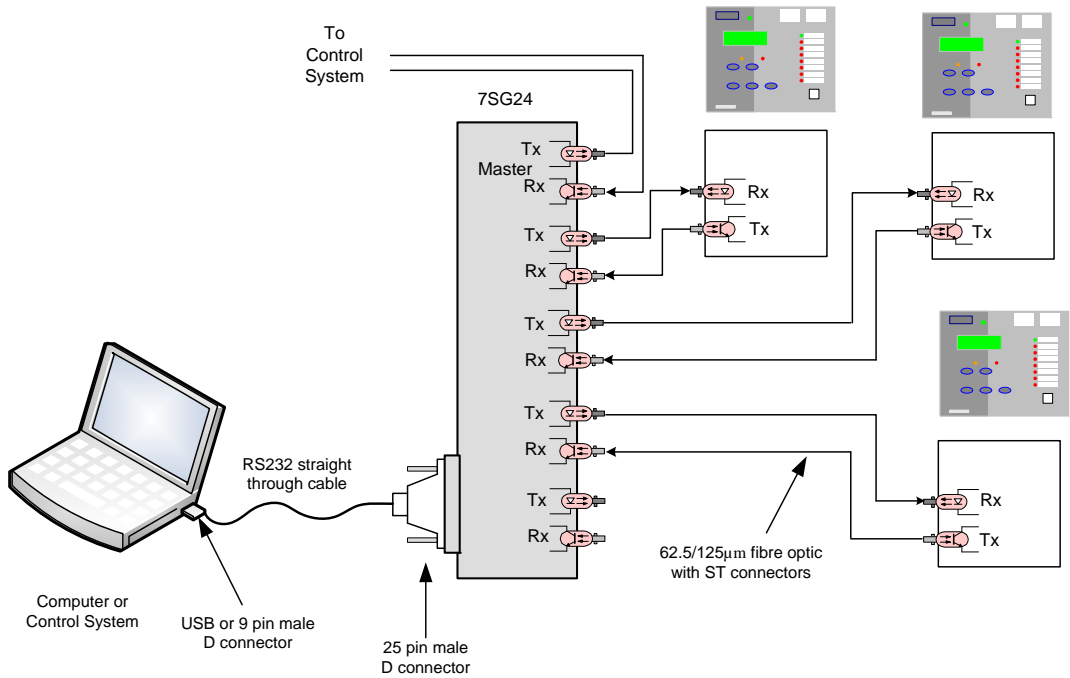 To
Control
System
7SG24
Tx
Master
Rx
Tx
Rx
Tx
Rx
Tx
Rx
Tx
Rx
Rx
Tx
Rx
Tx
Rx
Tx
RS232 straight
through cable
62.5/125μm fibre optic
with ST connectors
Computer or
Control System
USB or 9 pin male
D connector
25 pin male
D connector